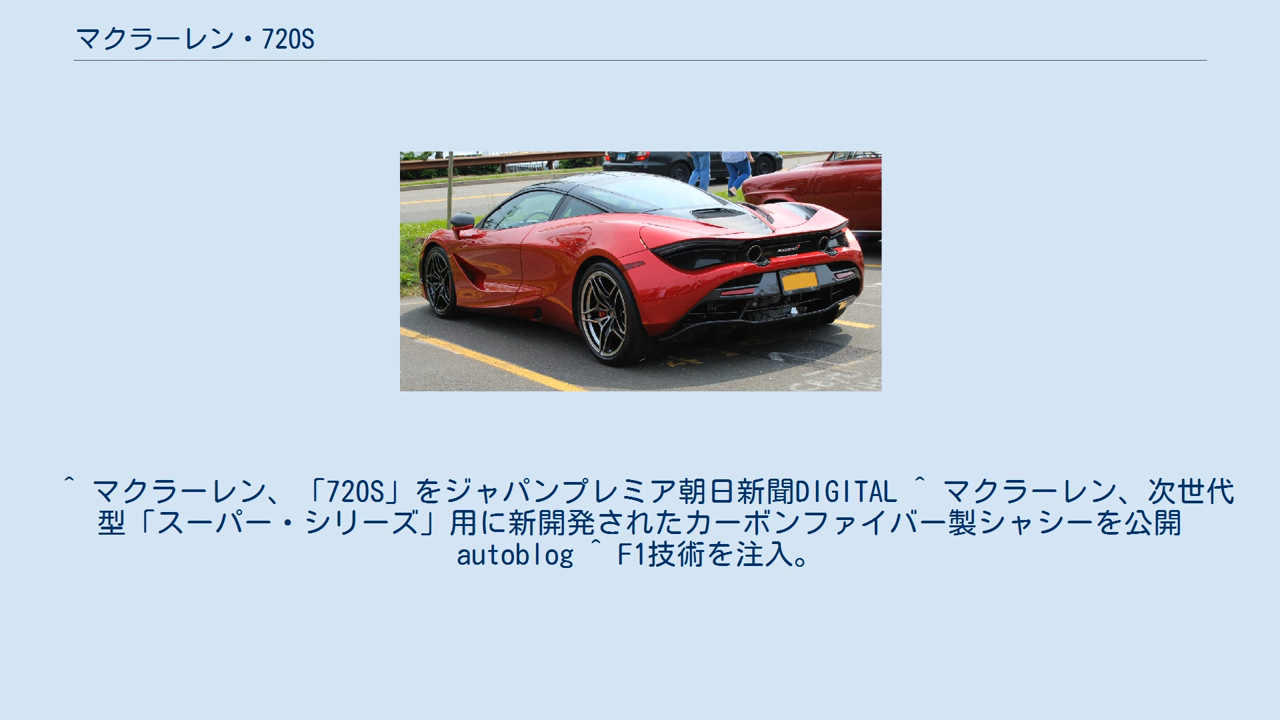 マクラーレン・720S
^ マクラーレン、「720S」をジャパンプレミア朝日新聞DIGITAL ^ マクラーレン、次世代
型「スーパー・シリーズ」用に新開発されたカーボンファイバー製シャシーを公開
autoblog ^ F1技術を注入。